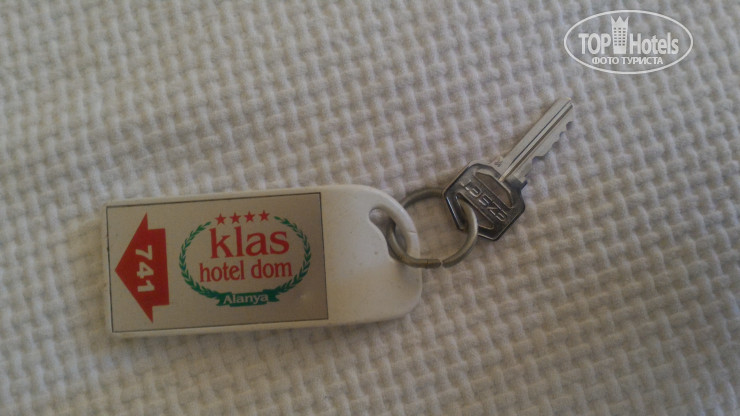 TOP Hotels
ФОТО ТУРИСТА
741
klas
hotel dom
Alanya